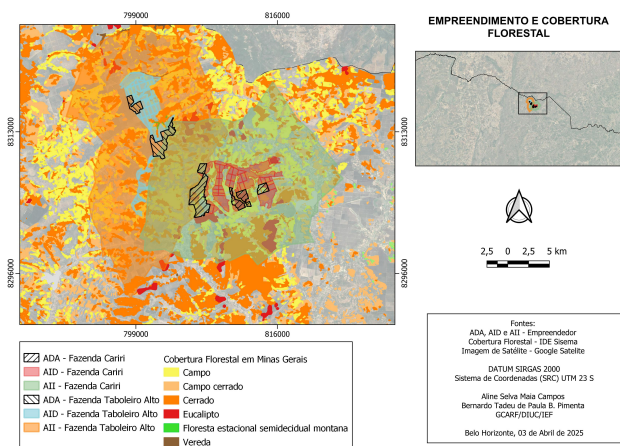 799000
816000
8313000
8313000
8296000
8296000
799000
816000
EMPREENDIMENTO E COBERTURA
FLORESTAL
2,5 0 2,5 5 km
ADA - Fazenda Cariri
AID - Fazenda Cariri
AII - Fazenda Cariri
ADA - Fazenda Taboleiro Alto
AID - Fazenda Taboleiro Alto
AII - Fazenda Taboleiro Alto
Cobertura Florestal em Minas Gerais
Campo
Campo cerrado
Cerrado
Eucalipto
Floresta estacional semidecidual montana
Vereda
Fontes:
ADA, AID e AII - Empreendedor
Cobertura Florestal - IDE Sisema
Imagem de Satélite - Google Satelite
DATUM SIRGAS 2000
Sistema de Coordenadas (SRC) UTM 23 S
Aline Selva Maia Campos
Bernardo Tadeu de Paula B. Pimenta
GCARF/DIUC/IEF
Belo Horizonte, 03 de Abril de 2025